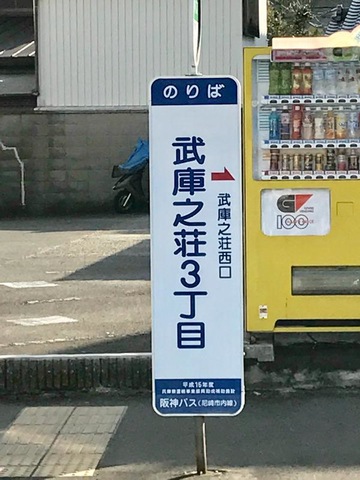 のりば
武庫之荘3丁目
武庫之荘西口
平成16年度
阪神バス(尼崎市内線)
100